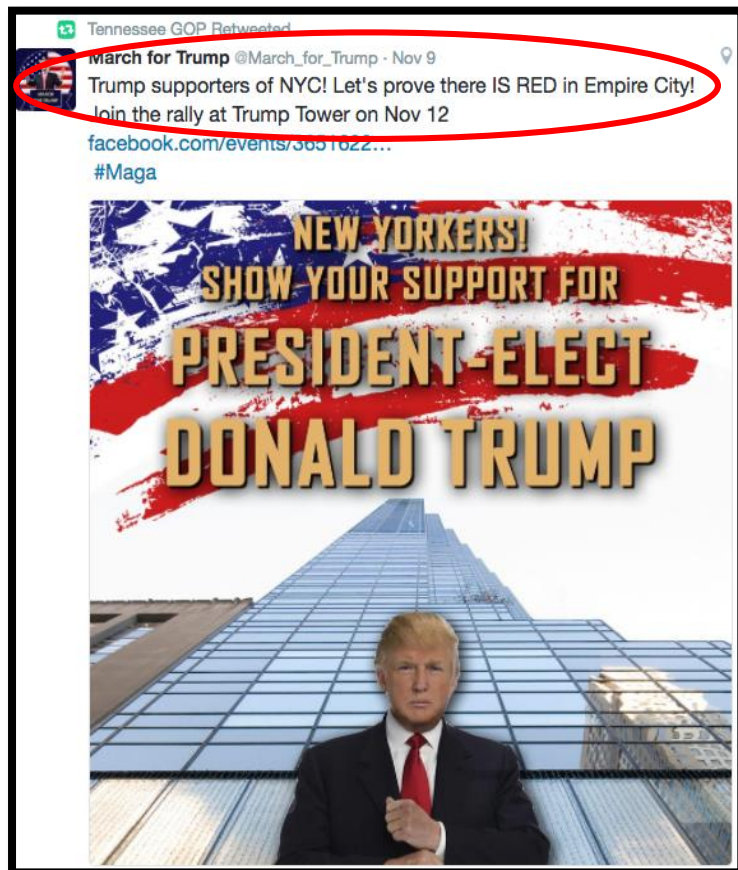 Tennessee GOP Retweeted
March for Trump @March_for_Trump · Nov 9
Trump supporters of NYC! Let's prove there IS RED in Empire City!
Join the rally at Trump Tower on Nov 12
facebook.com/events/3651622…
#Maga
NEW YORKERS!
SHOW YOUR SUPPORT FOR
PRESIDENT-ELECT
DONALD TRUMP